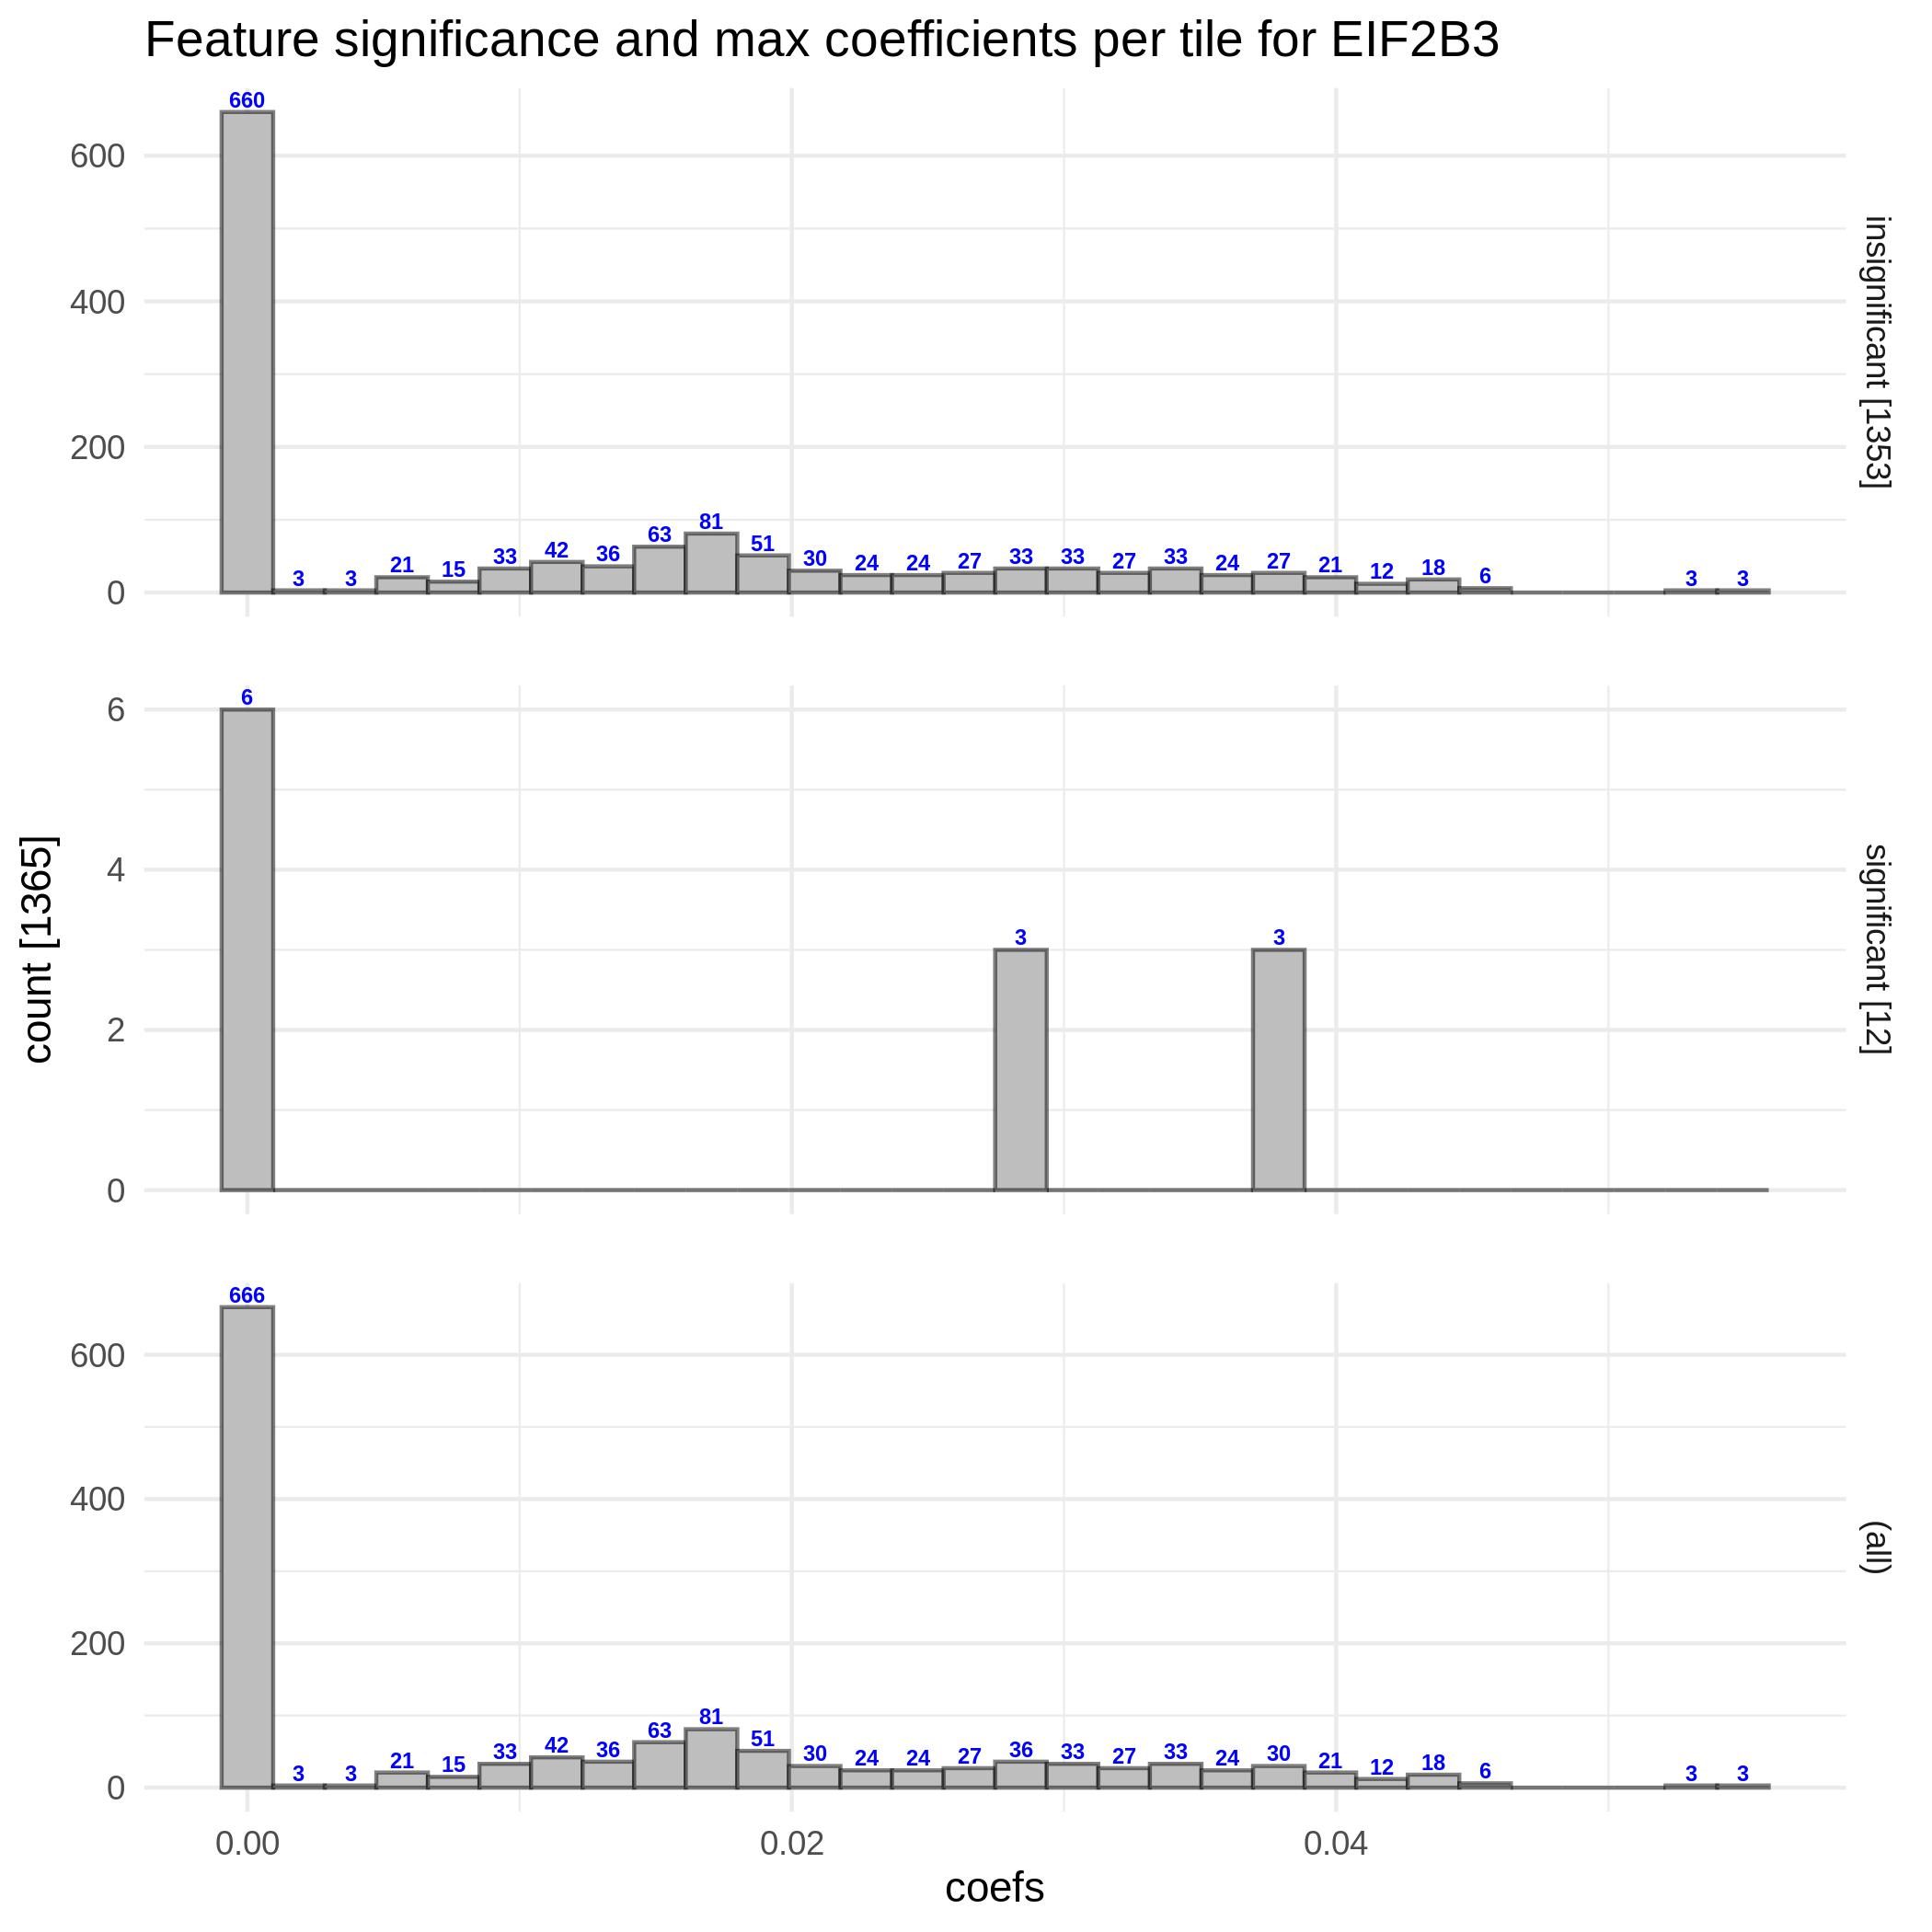 Feature significance and max coefficients per tile for EIF2B3
660
3 3 21 15 33 42 36 63 81 51 30 24 24 27 33 33 27 33 24 27 21 12 18 6 3 3
600
400
200
0
insignificant [1353]
6
3 3
6
4
2
0
significant [12]
count [1365]
666
3 3 21 15 33 42 36 63 81 51 30 24 24 27 36 33 27 33 24 30 21 12 18 6 3 3
600
400
200
0
(all)
0.00 0.02 0.04
coefs